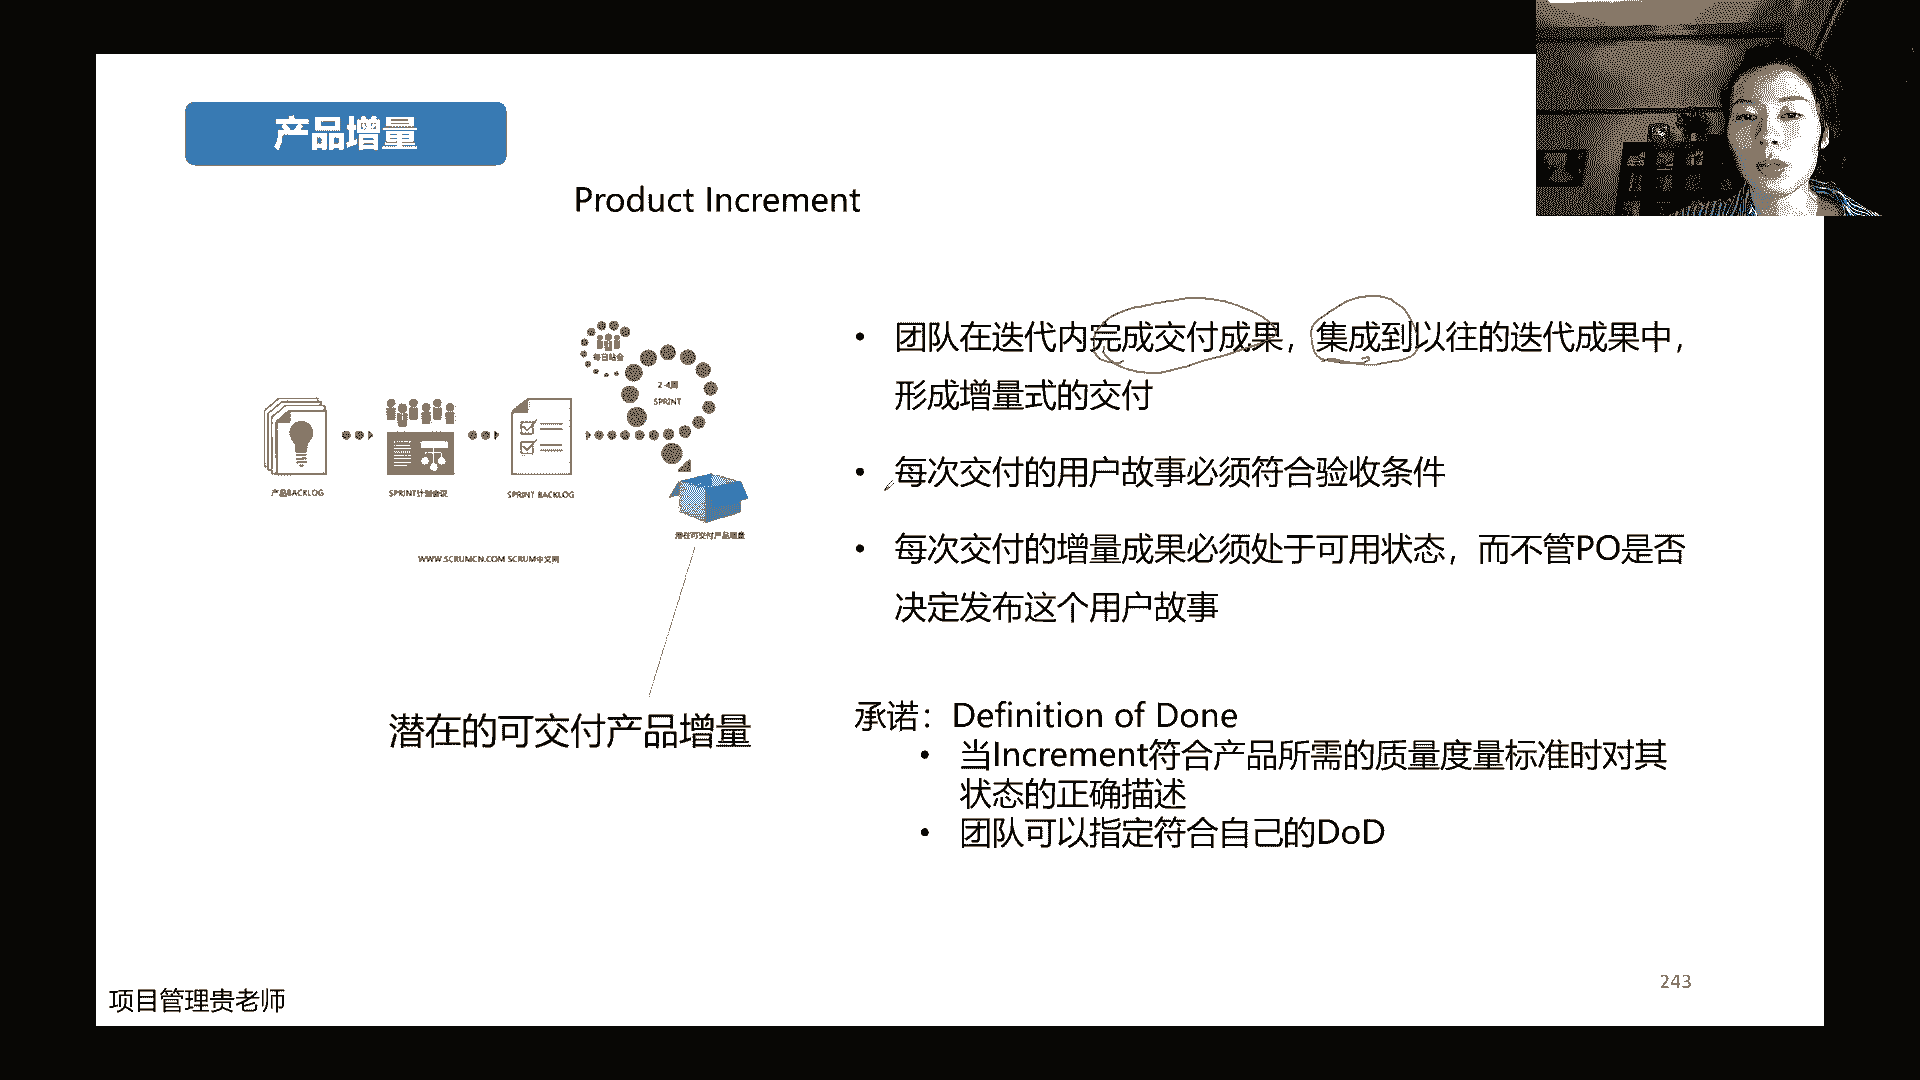 产品增量
Product Increment
每日站会
2-4周
SPRINT
产品BACKLOG
SPRINT计划会议
SPRINT BACKLOG
潜在可交付产品增量
WWW.SCRUMCN.COM SCRUM中文网
潜在的可交付产品增量
• 团队在迭代内完成交付成果，集成到以往的迭代成果中，
形成增量式的交付
• 每次交付的用户故事必须符合验收条件
• 每次交付的增量成果必须处于可用状态，而不管PO是否
决定发布这个用户故事
承诺：Definition of Done
• 当Increment符合产品所需的质量度量标准时对其
状态的正确描述
• 团队可以指定符合自己的DoD
243
项目管理贵老师